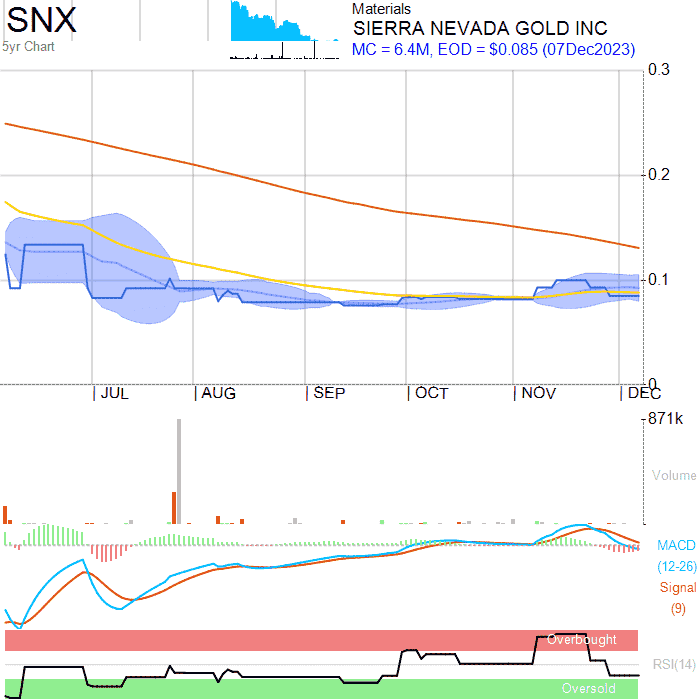 SNX
5yr Chart
Materials
SIERRA NEVADA GOLD INC
MC = 6.4M, EOD = $0.085 (07Dec2023)
0.3
0.2
0.1
0
JUL AUG SEP OCT NOV DEC
871k
Volume
MACD
(12-26)
Signal
(9)
Overbought
RSI(14)
Oversold